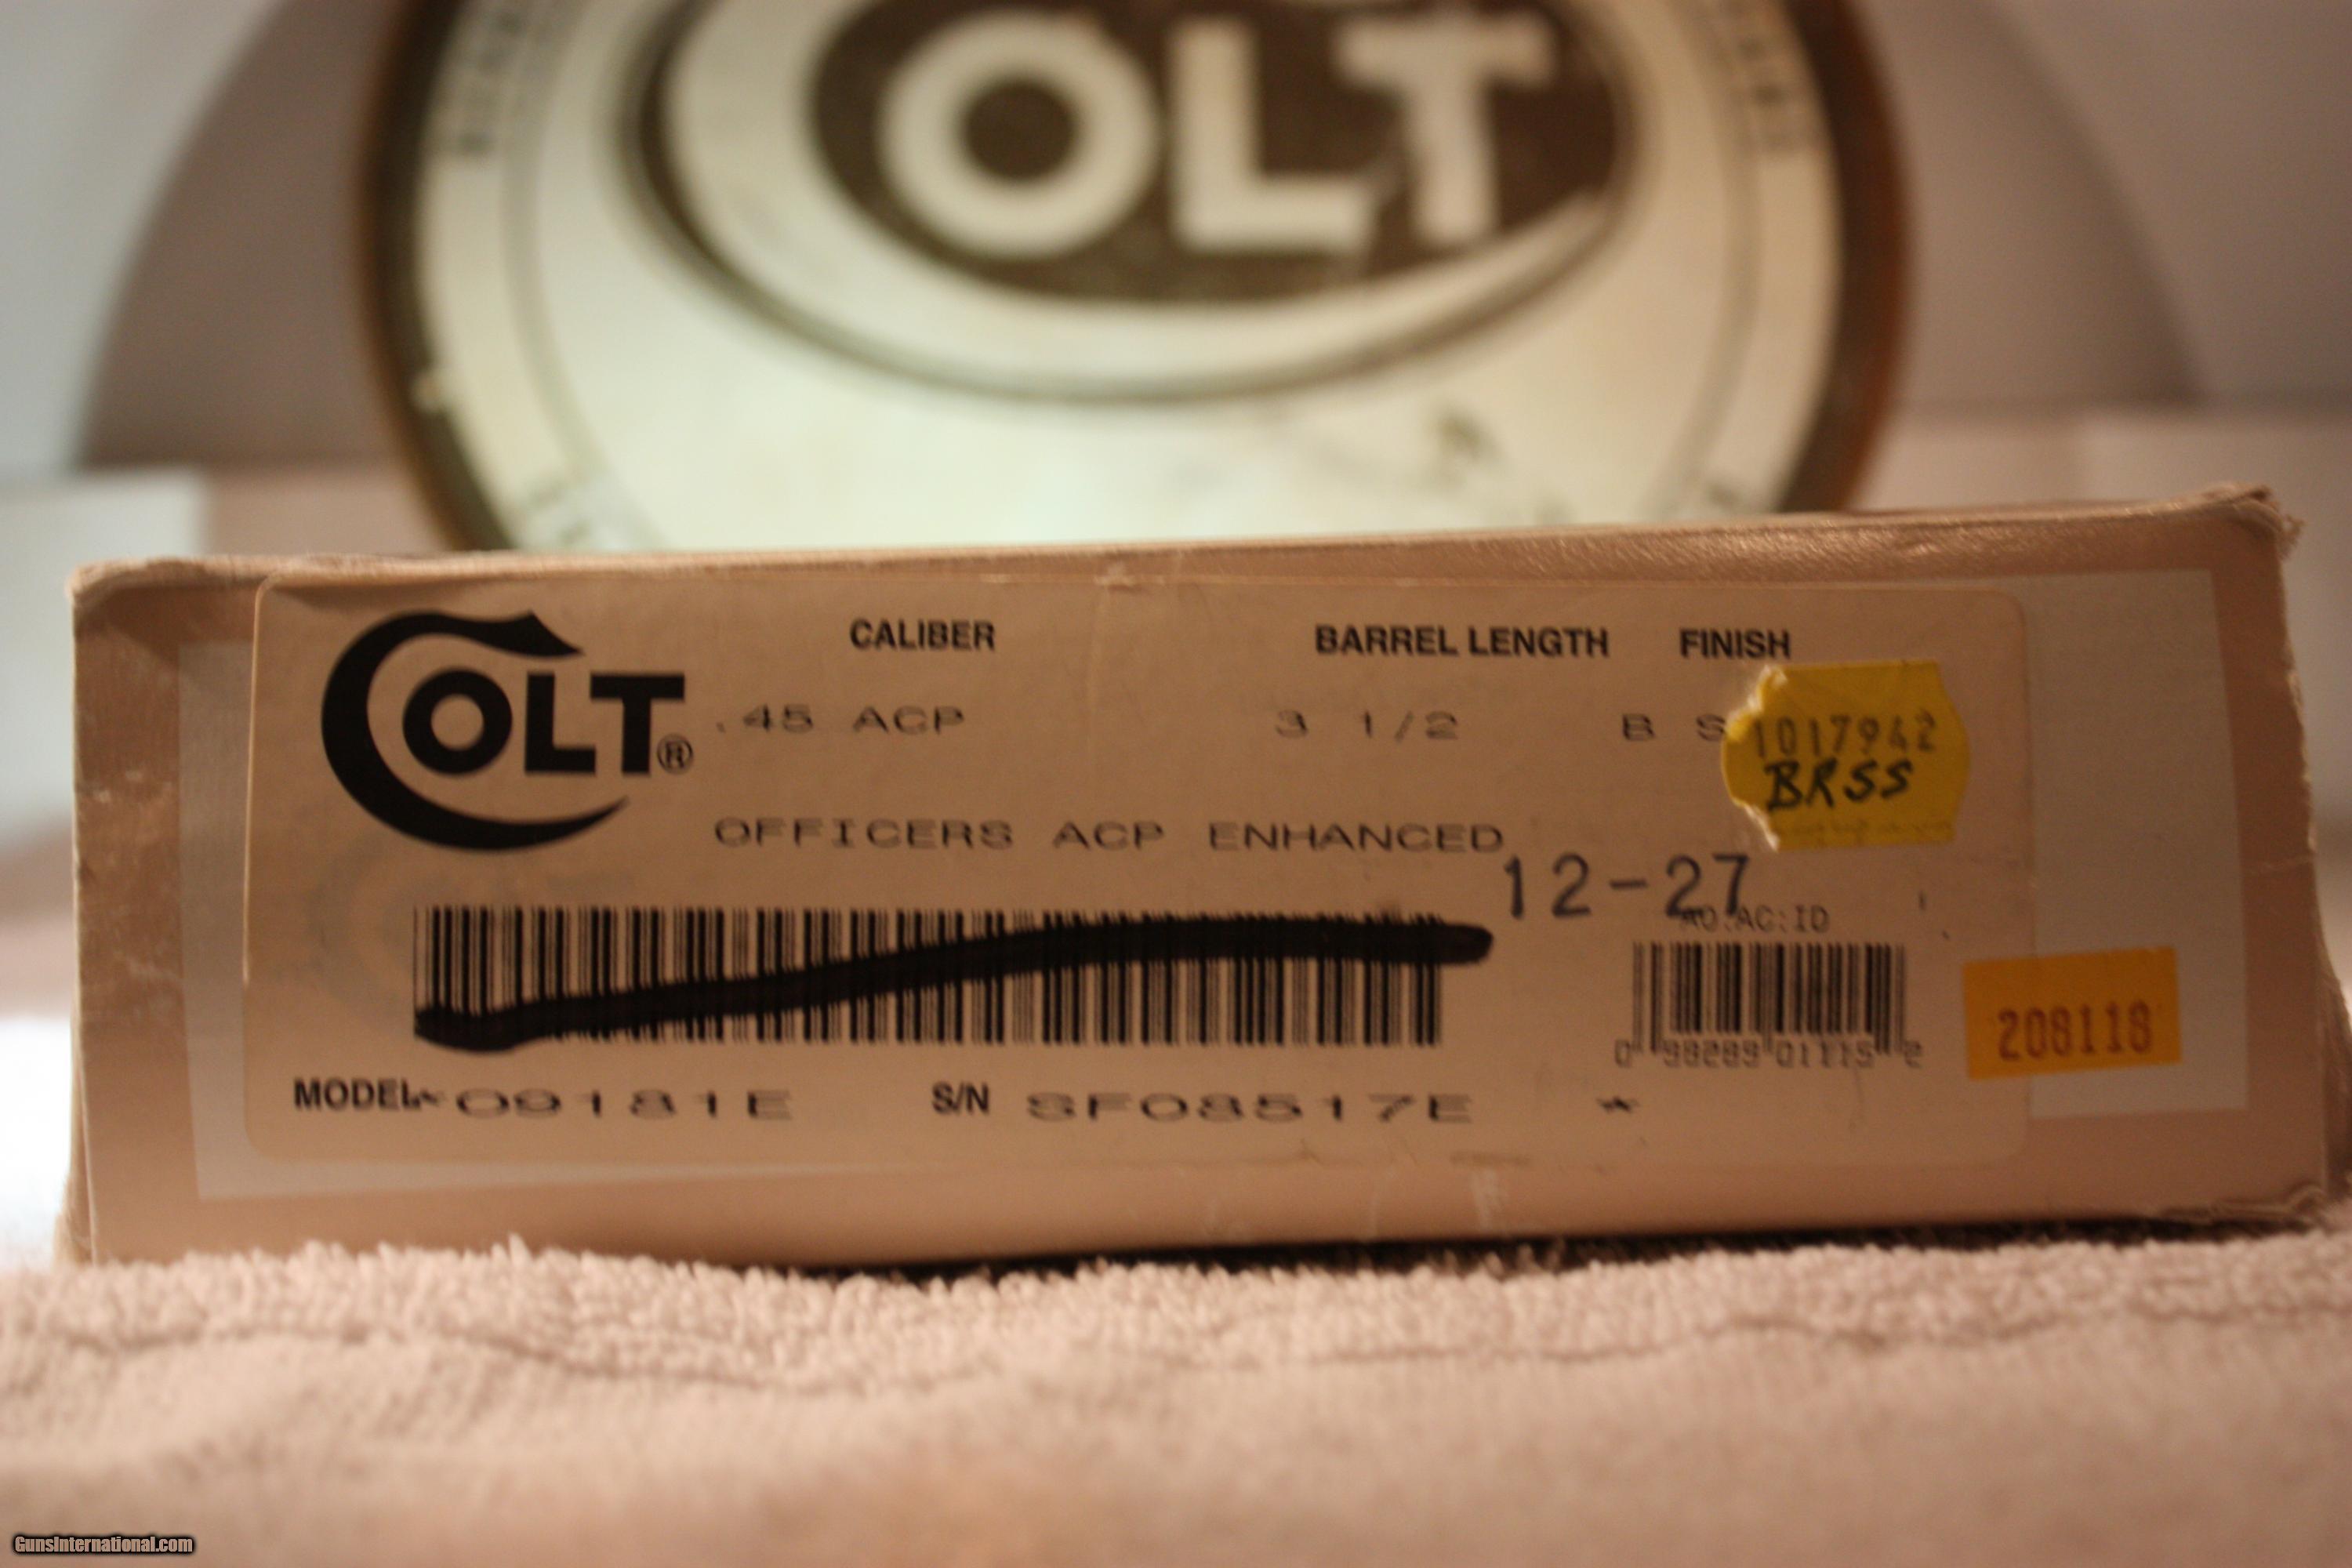 COLT
COLT®
CALIBER BARREL LENGTH FINISH
.45 ACP 3 1/2 B S
1017942
BRSS
OFFICERS ACP ENHANCED
12-27
AO:AC:ID
0 98289 01115 2
208118
MODEL *09181E S/N SF08517E *
GunsInternational.com